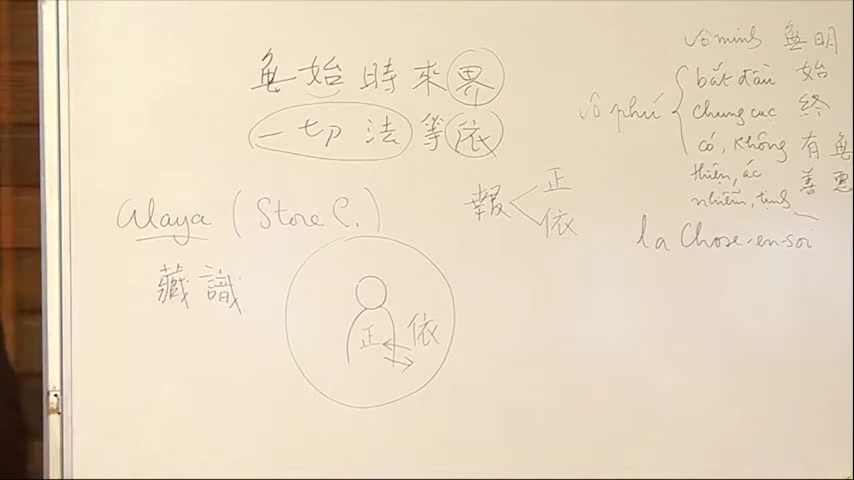 無始時來界
一切法等依
Alaya (Store C.)
藏識
報
正
依
正 依
vô minh 無明
vô phú
bắt đầu 始
chung cuc 終
có, không 有 無
thiện, ác 善 惡
nhiễm, tịnh
la Chose-en-soi